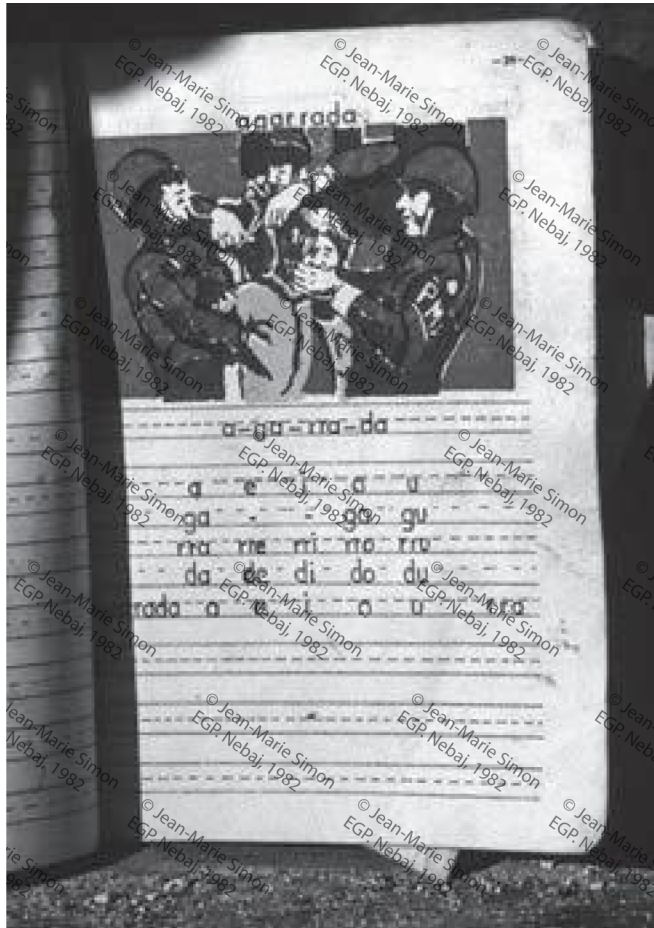 agarrada
PM
a-ga-rra-da
a e i o u
ga - - go gu
rra rre rri rro rru
da de di do du
rada a e i o u
© Jean-Marie Simon
EGP. Nebaj, 1982